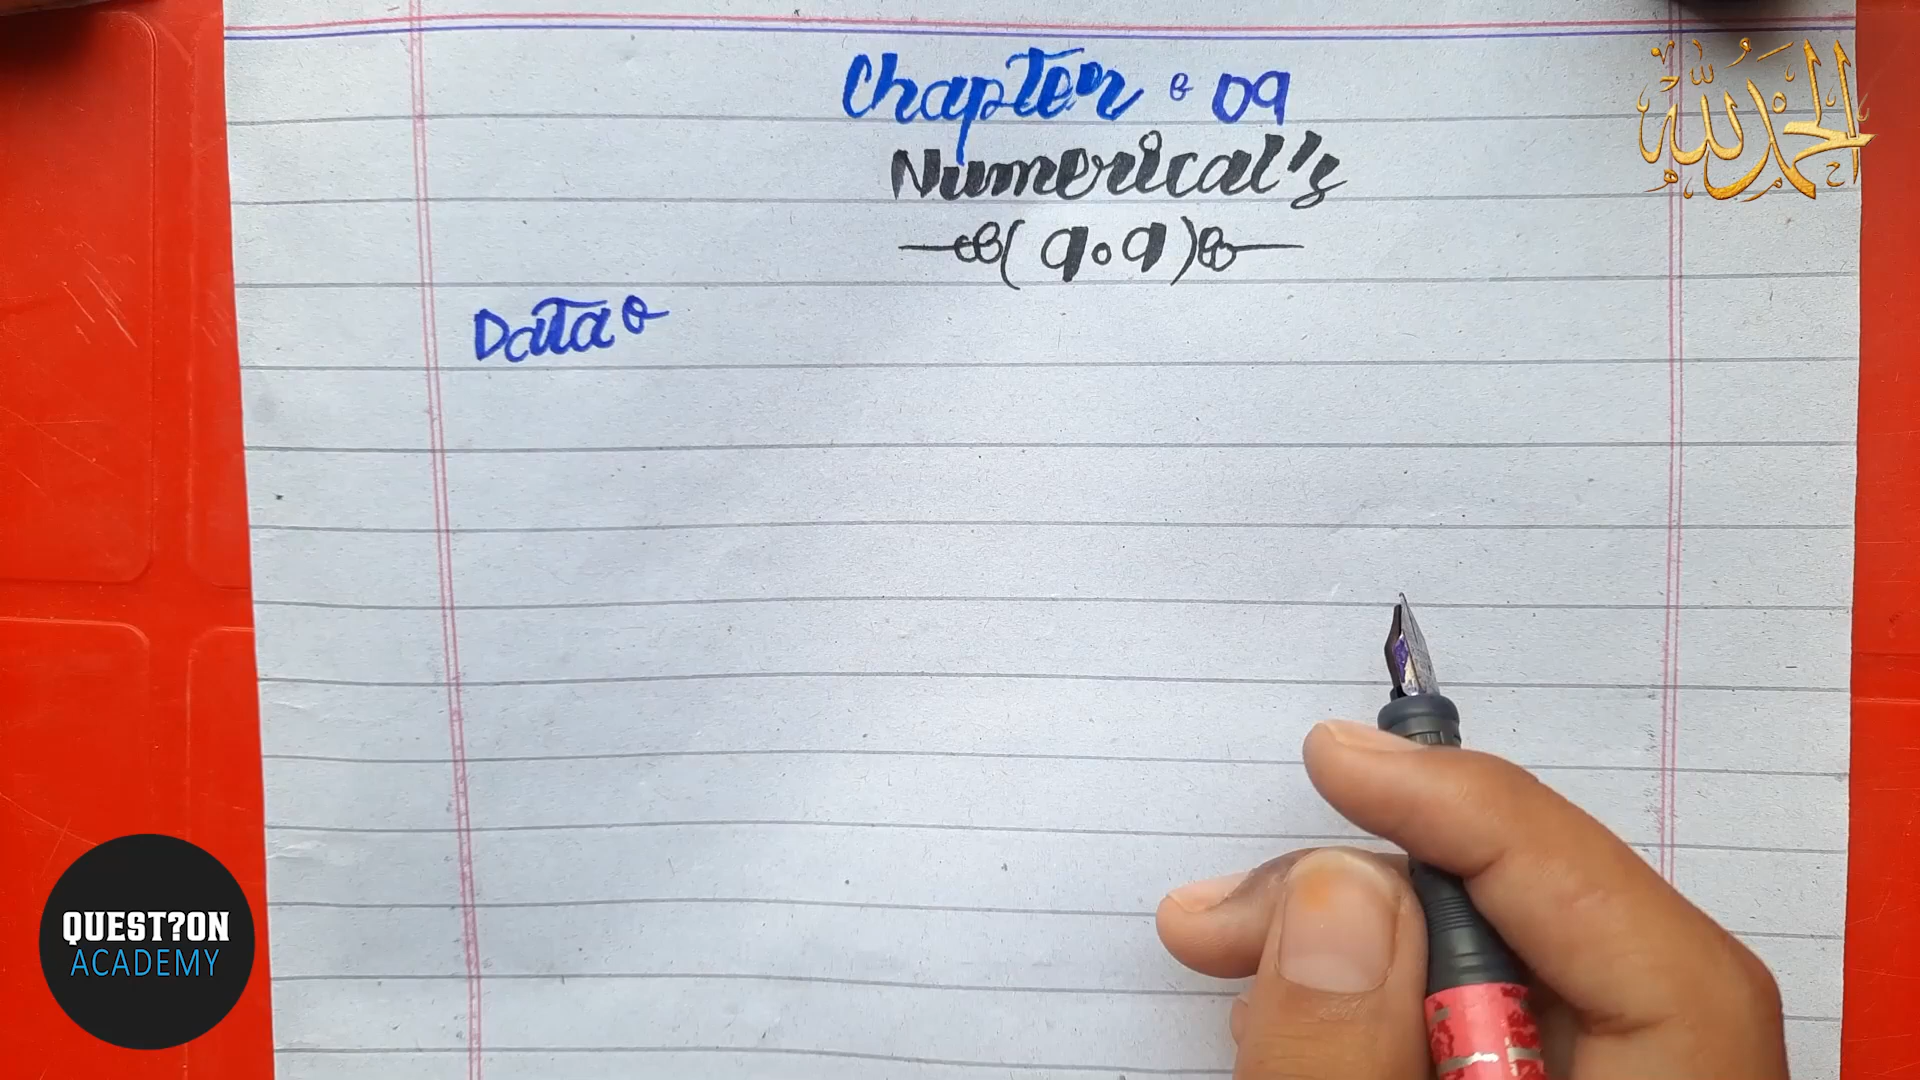 Chapter : 09
Numerical's
(9.9)
Data :-
الحمد لله
QUEST?ON
ACADEMY